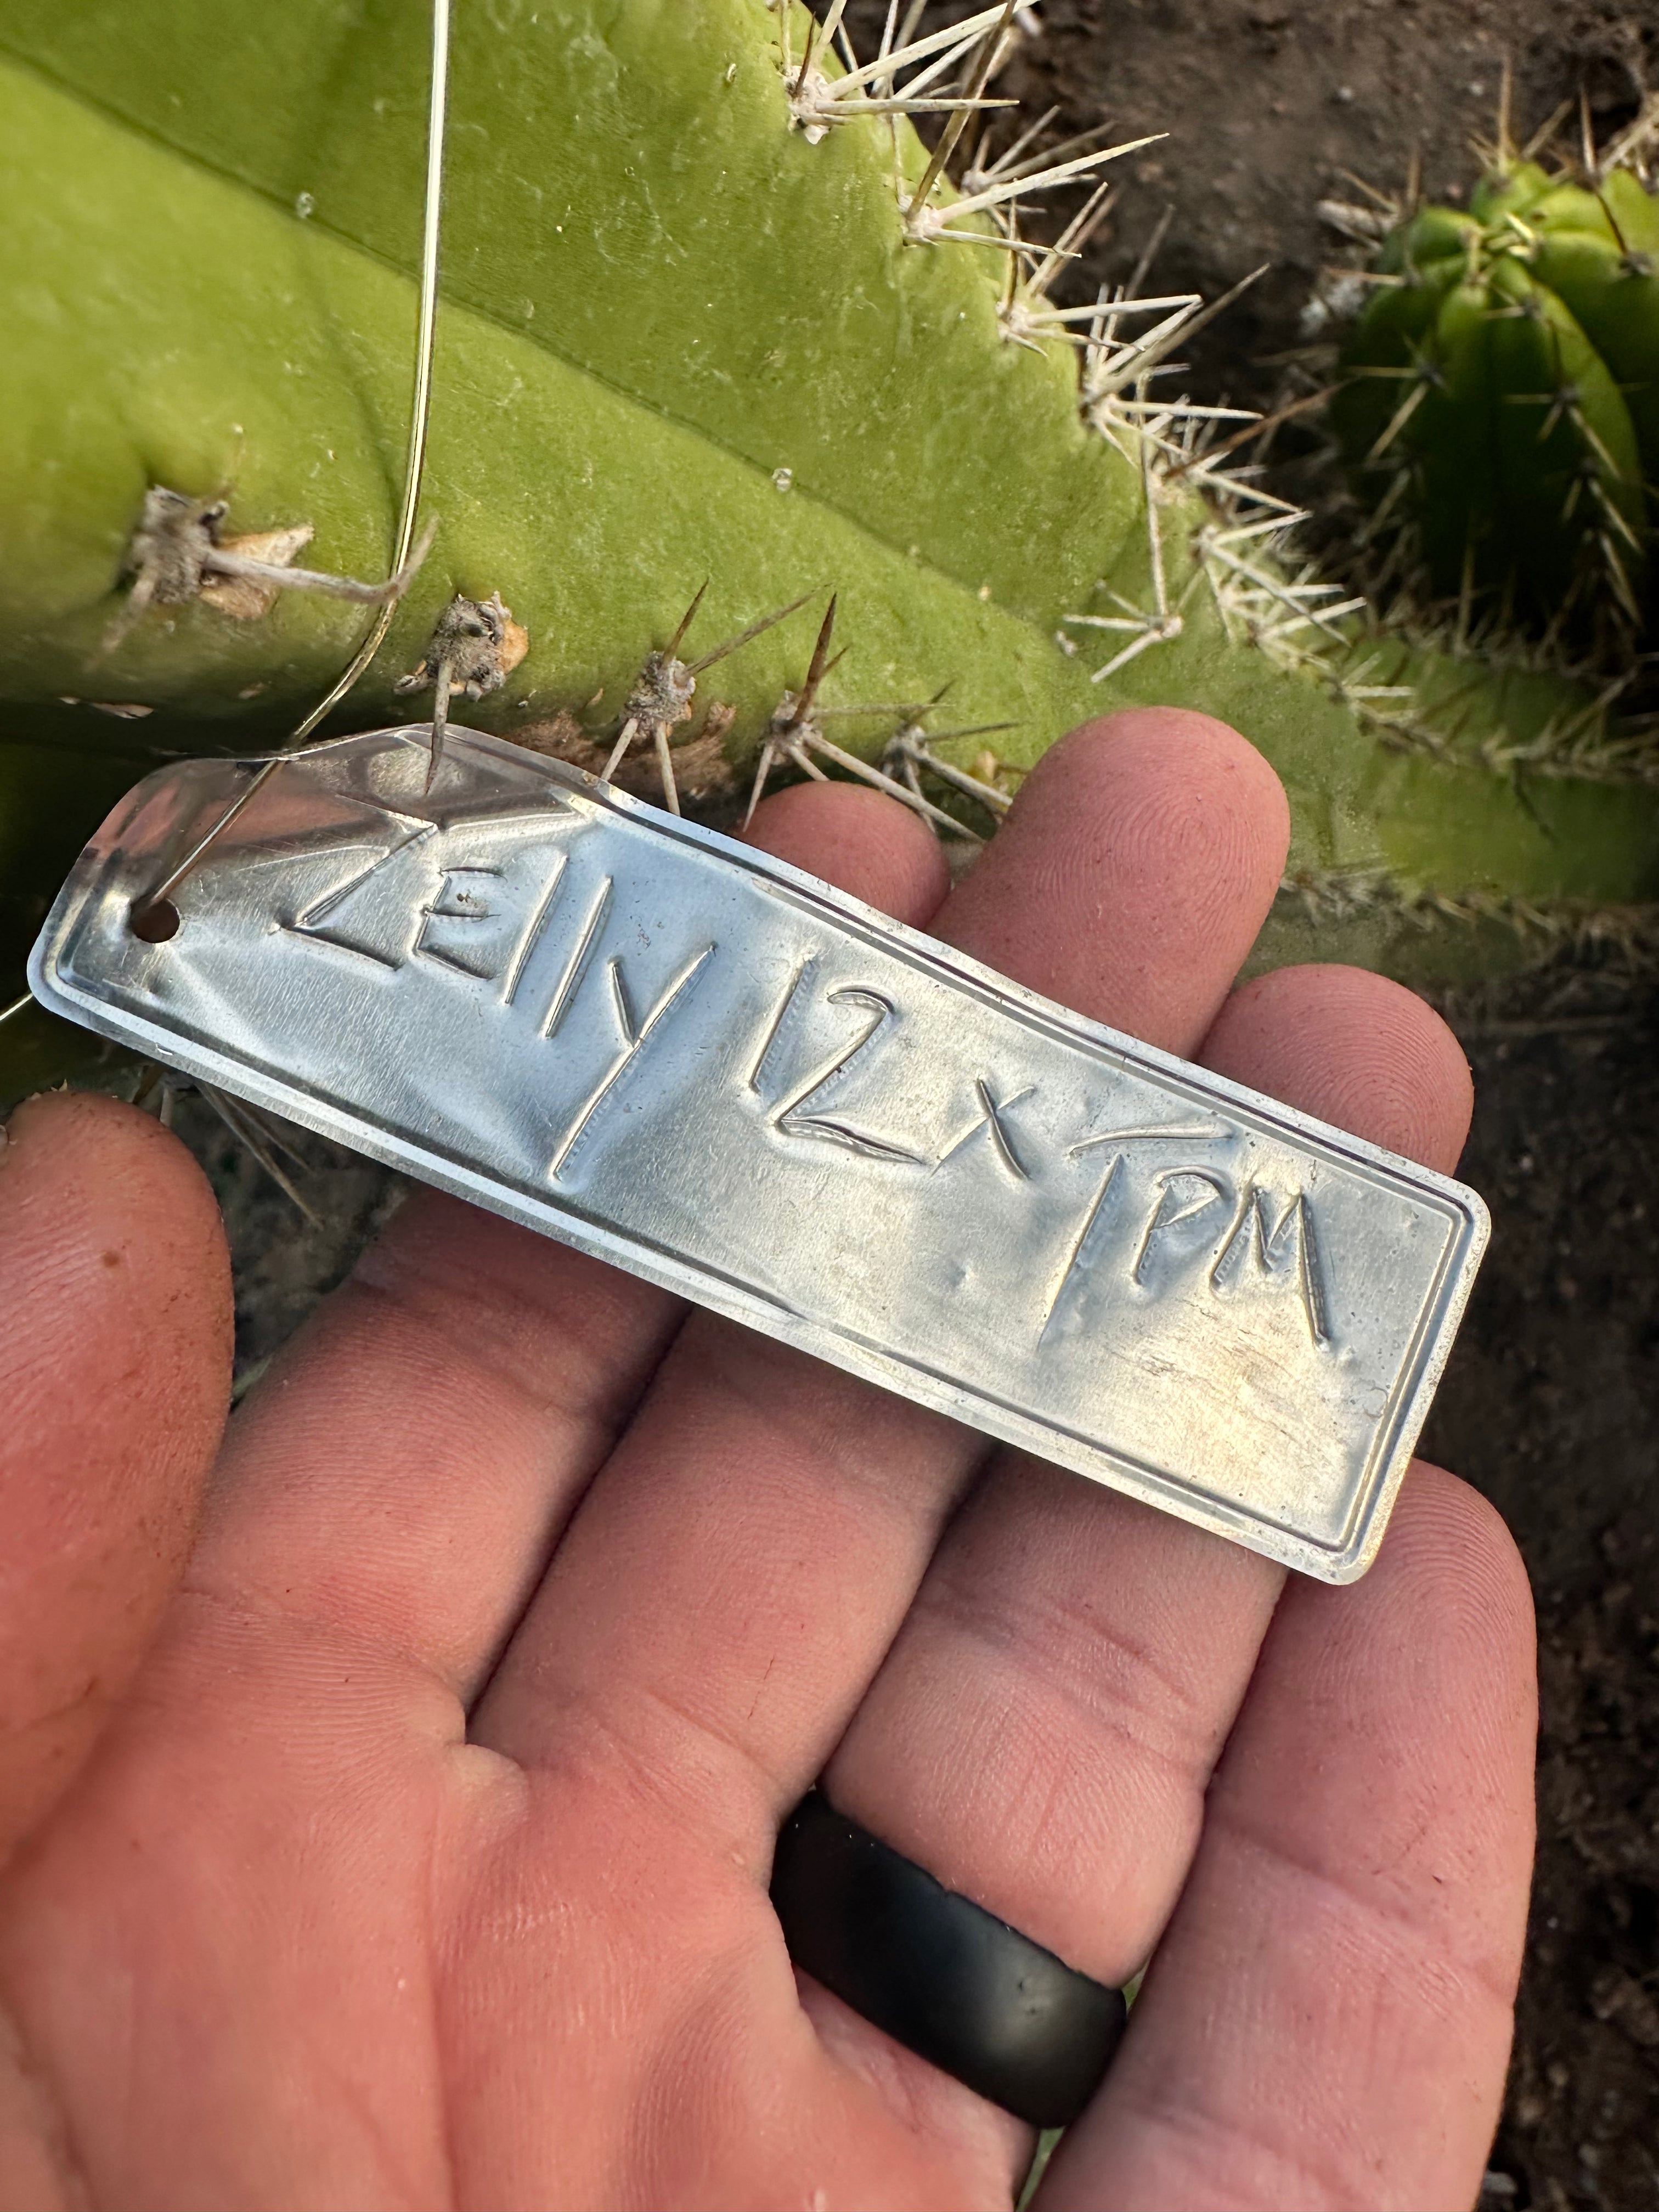 Zelly 12 x TPM